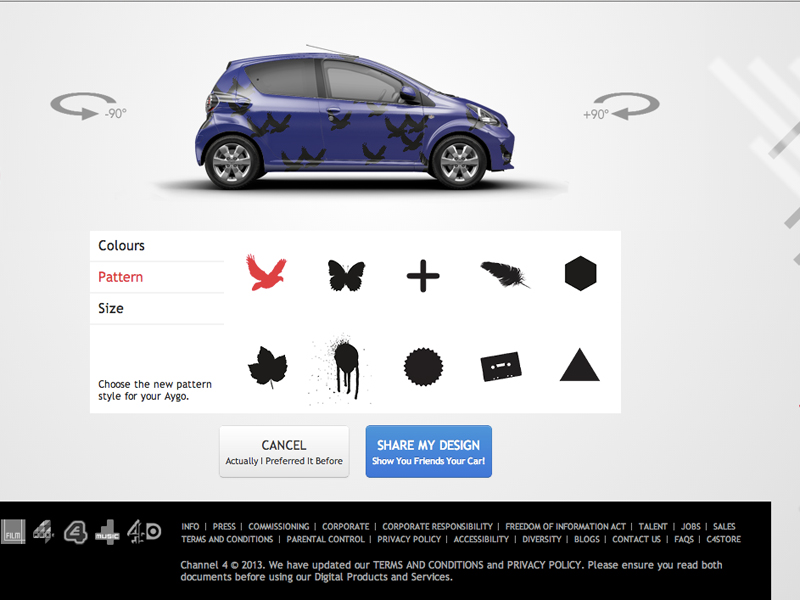 -90°
+90°
Colours
Pattern
Size
Choose the new pattern
style for your Aygo.
CANCEL
Actually I Preferred It Before
SHARE MY DESIGN
Show You Friends Your Car!
FILM
4
E4
MUSIC
4oD
INFO | PRESS | COMMISSIONING | CORPORATE | CORPORATE RESPONSIBILITY | FREEDOM OF INFORMATION ACT | TALENT | JOBS | SALES
TERMS AND CONDITIONS | PARENTAL CONTROL | PRIVACY POLICY | ACCESSIBILITY | DIVERSITY | BLOGS | CONTACT US | FAQS | C4STORE
Channel 4 © 2013. We have updated our TERMS AND CONDITIONS and PRIVACY POLICY. Please ensure you read both
documents before using our Digital Products and Services.